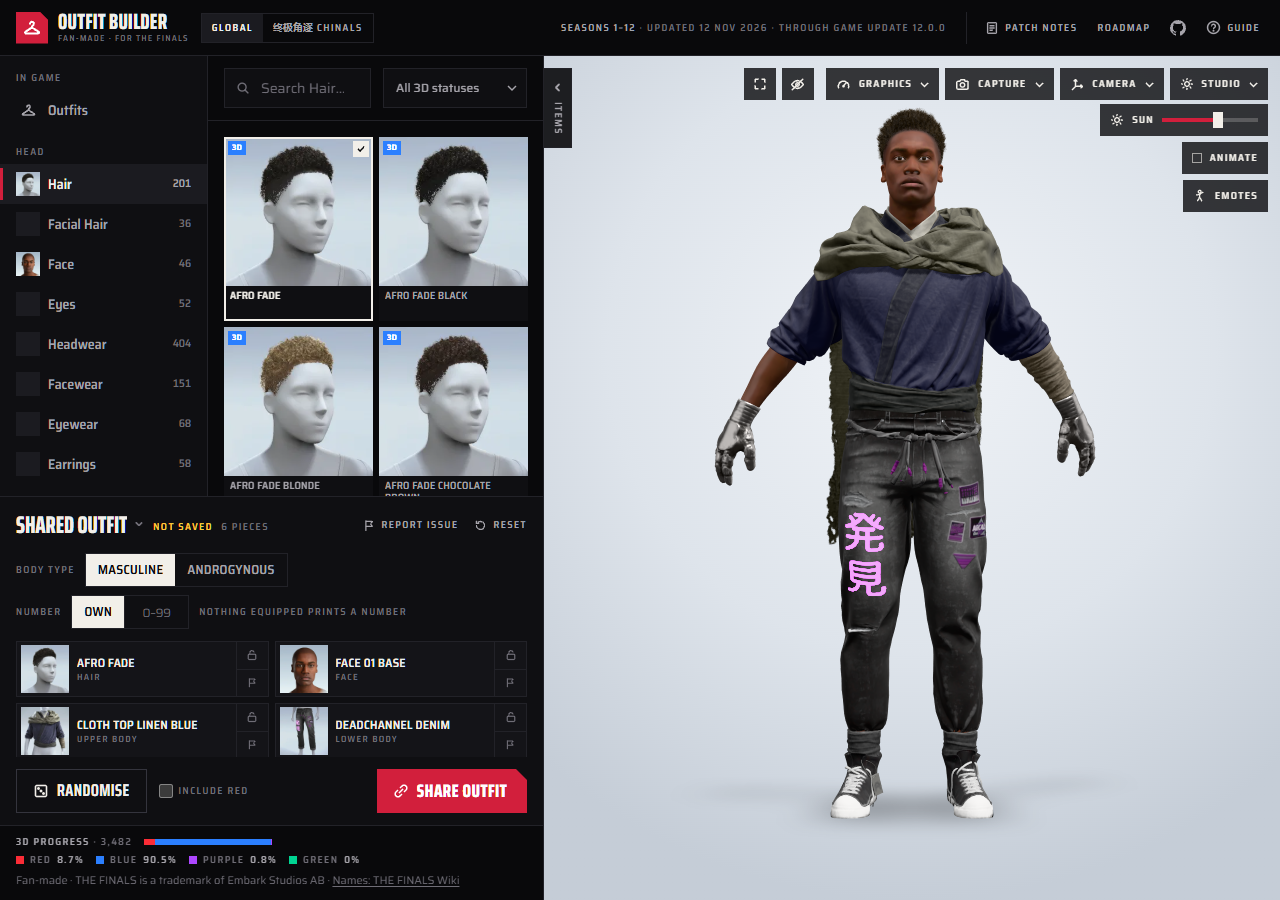 OUTFIT BUILDER
FAN-MADE · FOR THE FINALS
GLOBAL
终极角逐 CHINALS
SEASONS 1-12 · UPDATED 12 NOV 2026 · THROUGH GAME UPDATE 12.0.0
PATCH NOTES
ROADMAP
GUIDE
IN GAME
Outfits
HEAD
Hair 201
Facial Hair 36
Face 46
Eyes 52
Headwear 404
Facewear 151
Eyewear 68
Earrings 58
Search Hair...
All 3D statuses
3D
AFRO FADE
3D
AFRO FADE BLACK
3D
AFRO FADE BLONDE
3D
AFRO FADE CHOCOLATE BROWN
ITEMS
GRAPHICS
CAPTURE
CAMERA
STUDIO
SUN
ANIMATE
EMOTES
発見
SHARED OUTFIT
NOT SAVED
6 PIECES
REPORT ISSUE
RESET
BODY TYPE
MASCULINE
ANDROGYNOUS
NUMBER
OWN
0-99
NOTHING EQUIPPED PRINTS A NUMBER
AFRO FADE
HAIR
FACE 01 BASE
FACE
CLOTH TOP LINEN BLUE
UPPER BODY
DEADCHANNEL DENIM
LOWER BODY
RANDOMISE
INCLUDE RED
SHARE OUTFIT
3D PROGRESS · 3,482
RED 8.7%
BLUE 90.5%
PURPLE 0.8%
GREEN 0%
Fan-made · THE FINALS is a trademark of Embark Studios AB · Names: THE FINALS Wiki